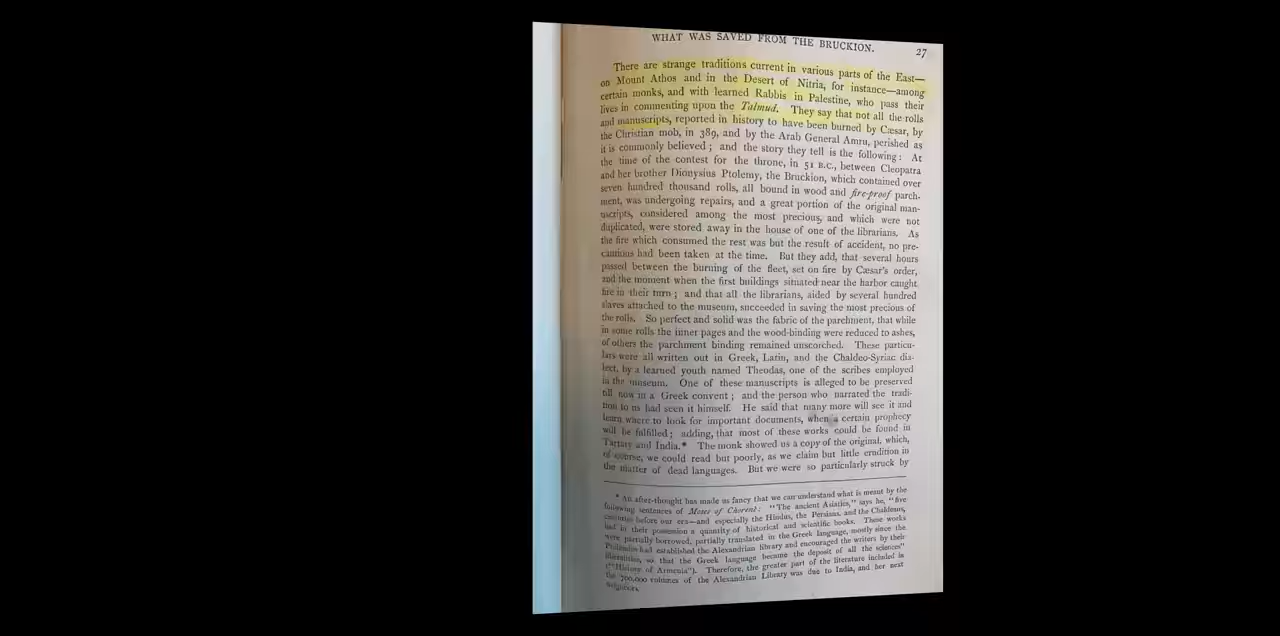 WHAT WAS SAVED FROM THE BRUCKION.
27
There are strange traditions current in various parts of the East—
on Mount Athos and in the Desert of Nitria, for instance—among
certain monks, and with learned Rabbis in Palestine, who pass their
lives in commenting upon the Talmud. They say that not all the rolls
and manuscripts, reported in history to have been burned by Cæsar, by
the Christian mob, in 389, and by the Arab General Amru, perished as
it is commonly believed; and the story they tell is the following: At
the time of the contest for the throne, in 51 B.C., between Cleopatra
and her brother Dionysius Ptolemy, the Bruckion, which contained over
seven hundred thousand rolls, all bound in wood and fire-proof parch-
ment, was undergoing repairs, and a great portion of the original man-
uscripts, considered among the most precious, and which were not
duplicated, were stored away in the house of one of the librarians. As
the fire which consumed the rest was but the result of accident, no pre-
cautions had been taken at the time. But they add, that several hours
passed between the burning of the fleet, set on fire by Cæsar's order,
and the moment when the first buildings situated near the harbor caught
fire in their turn; and that all the librarians, aided by several hundred
slaves attached to the museum, succeeded in saving the most precious of
the rolls. So perfect and solid was the fabric of the parchment, that while
in some rolls the inner pages and the wood-binding were reduced to ashes,
of others the parchment binding remained unscorched. These particu-
lars were all written out in Greek, Latin, and the Chaldeo-Syriac dia-
lect, by a learned youth named Theodas, one of the scribes employed
in the museum. One of these manuscripts is alleged to be preserved
till now in a Greek convent; and the person who narrated the tradi-
tion to us had seen it himself. He said that many more will see it and
learn where to look for important documents, when a certain prophecy
will be fulfilled; adding, that most of these works could be found in
Tartary and India.* The monk showed us a copy of the original, which,
of course, we could read but poorly, as we claim but little erudition in
the matter of dead languages. But we were so particularly struck by
* An after-thought has made us fancy that we can understand what is meant by the
following sentences of Moses of Chorenè: "The ancient Asiatics," says he, "five
centuries before our era—and especially the Hindus, the Persians, and the Chaldeans,
had in their possession a quantity of historical and scientific books. These works
were partially borrowed, partially translated in the Greek language, mostly since the
Ptolemies had established the Alexandrian library and encouraged the writers by their
liberalities, so that the Greek language became the deposit of all the sciences"
("History of Armenia"). Therefore, the greater part of the literature included in
the 700,000 volumes of the Alexandrian Library was due to India, and her next
neighbors.